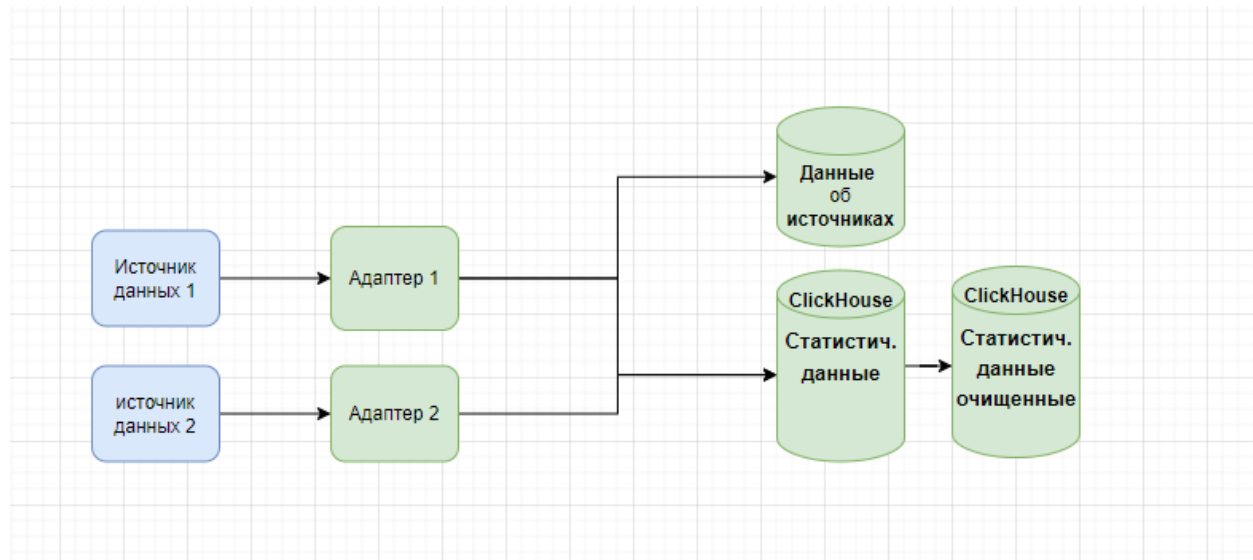 Данные
об
источниках
Источник
данных 1
Адаптер 1
ClickHouse
Статистич.
данные
ClickHouse
Статистич.
данные
очищенные
источник
данных 2
Адаптер 2